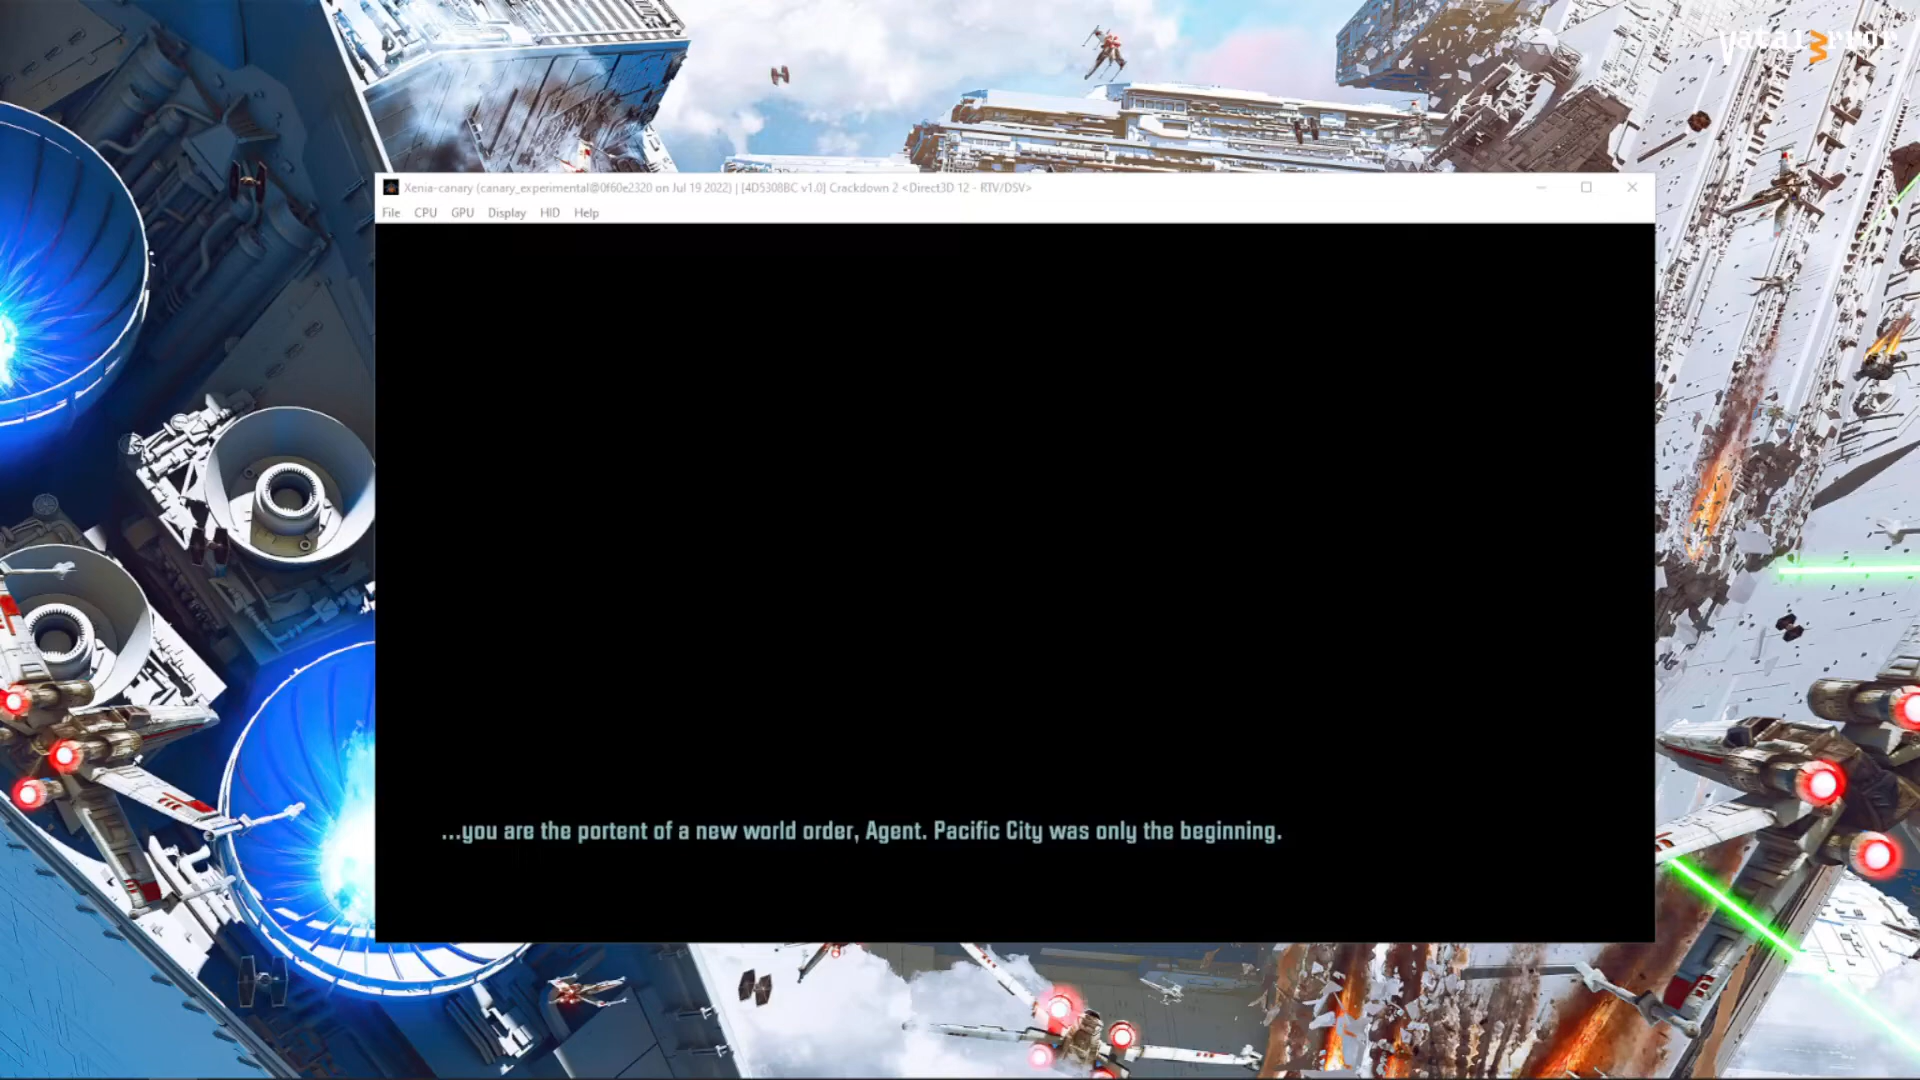 Xenia-canary (canary_experimental@0f60e2320 on Jul 19 2022) | [4D5308BC v1.0] Crackdown 2 <Direct3D 12 - RTV/DSV>
File CPU GPU Display HID Help
...you are the portent of a new world order, Agent. Pacific City was only the beginning.